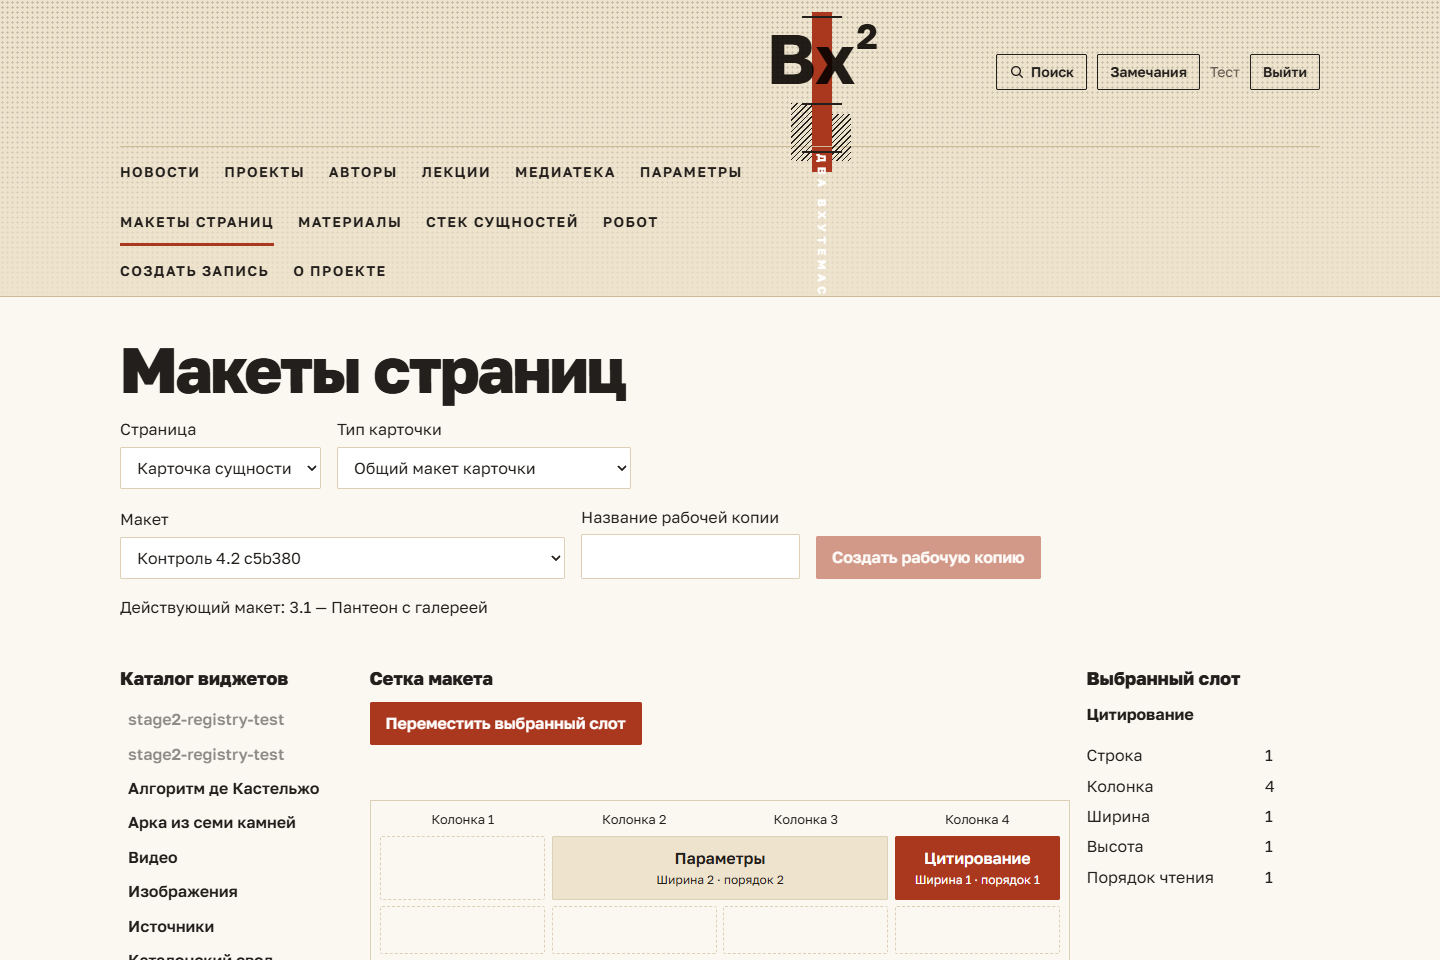 Вх²
Поиск
Замечания
Тест
Выйти
ДВА ВХУТЕМАС
НОВОСТИ ПРОЕКТЫ АВТОРЫ ЛЕКЦИИ МЕДИАТЕКА ПАРАМЕТРЫ
МАКЕТЫ СТРАНИЦ МАТЕРИАЛЫ СТЕК СУЩНОСТЕЙ РОБОТ
СОЗДАТЬ ЗАПИСЬ О ПРОЕКТЕ
Макеты страниц
Страница
Тип карточки
Карточка сущности
Общий макет карточки
Макет
Название рабочей копии
Контроль 4.2 c5b380
Создать рабочую копию
Действующий макет: 3.1 — Пантеон с галереей
Каталог виджетов
stage2-registry-test
stage2-registry-test
Алгоритм де Кастельжо
Арка из семи камней
Видео
Изображения
Источники
Каталонский свод
Сетка макета
Переместить выбранный слот
Колонка 1 Колонка 2 Колонка 3 Колонка 4
Параметры
Ширина 2 · порядок 2
Цитирование
Ширина 1 · порядок 1
Выбранный слот
Цитирование
Строка 1
Колонка 4
Ширина 1
Высота 1
Порядок чтения 1